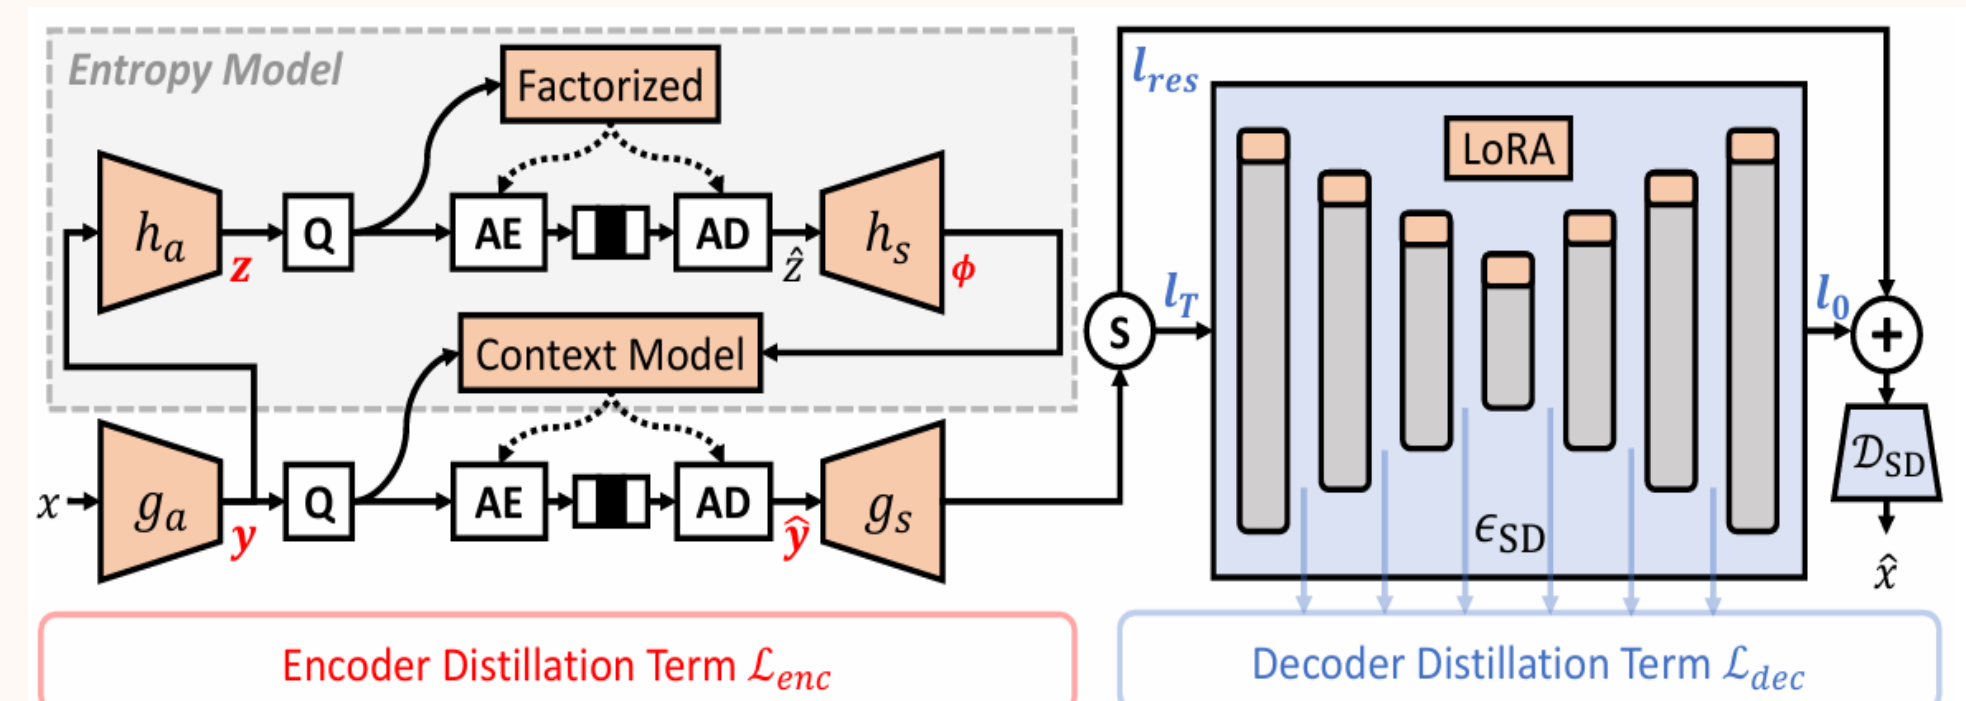 Entropy Model
Factorized
h_a
z
Q
AE
AD
ẑ
h_s
ϕ
Context Model
x
g_a
y
Q
AE
AD
ŷ
g_s
Encoder Distillation Term ℒ_enc
S
l_res
l_T
LoRA
ϵ_SD
l_0
+
𝒟_SD
x̂
Decoder Distillation Term ℒ_dec